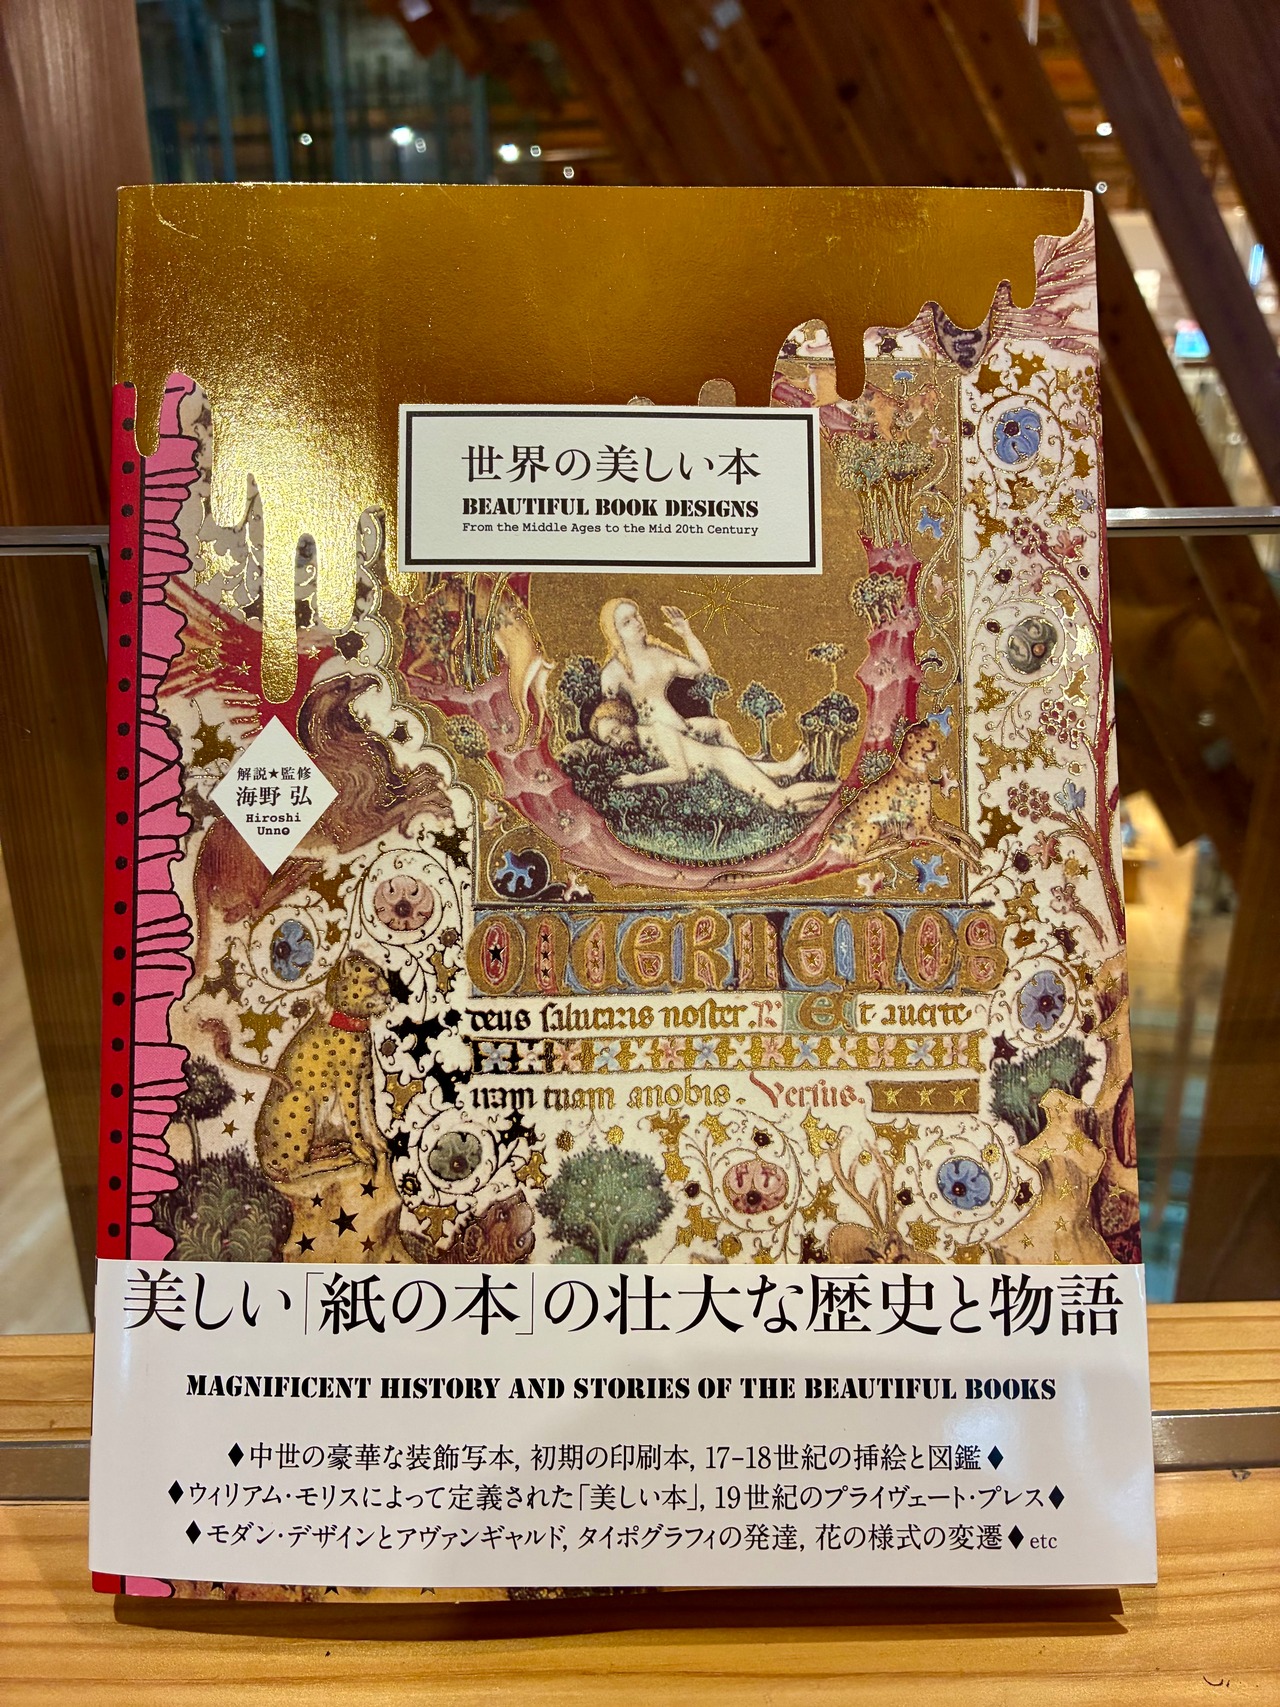 世界の美しい本
BEAUTIFUL BOOK DESIGNS
From the Middle Ages to the Mid 20th Century
解説★監修
海野 弘
Hiroshi
Unno
ONVERTENOS
deus salutaris noster. Et averte
iram tuam anobis. Versus.
美しい「紙の本」の壮大な歴史と物語
MAGNIFICENT HISTORY AND STORIES OF THE BEAUTIFUL BOOKS
♦中世の豪華な装飾写本, 初期の印刷本, 17–18世紀の挿絵と図鑑♦
♦ウィリアム・モリスによって定義された「美しい本」, 19世紀のプライヴェート・プレス♦
♦モダン・デザインとアヴァンギャルド, タイポグラフィの発達, 花の様式の変遷♦etc